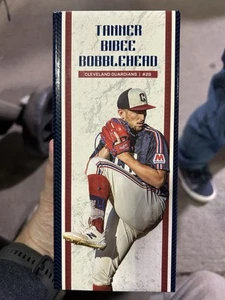 TANNER
BIBEE
BOBBLEHEAD
CLEVELAND GUARDIANS | #28